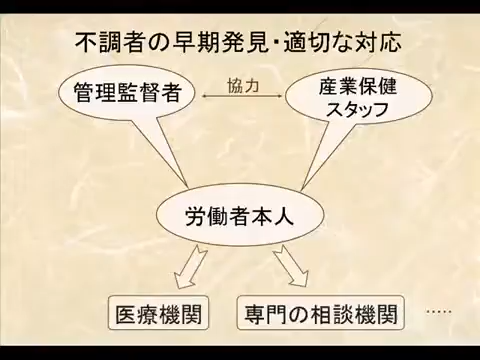 不調者の早期発見・適切な対応
管理監督者
協力
産業保健
スタッフ
労働者本人
医療機関
専門の相談機関
‥‥‥